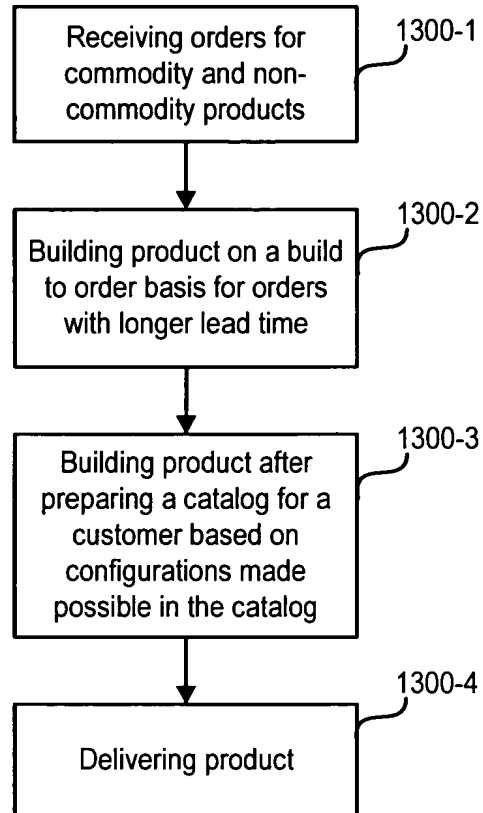 Receiving orders for
commodity and non-
commodity products
1300-1
Building product on a build
to order basis for orders
with longer lead time
1300-2
Building product after
preparing a catalog for a
customer based on
configurations made
possible in the catalog
1300-3
Delivering product
1300-4